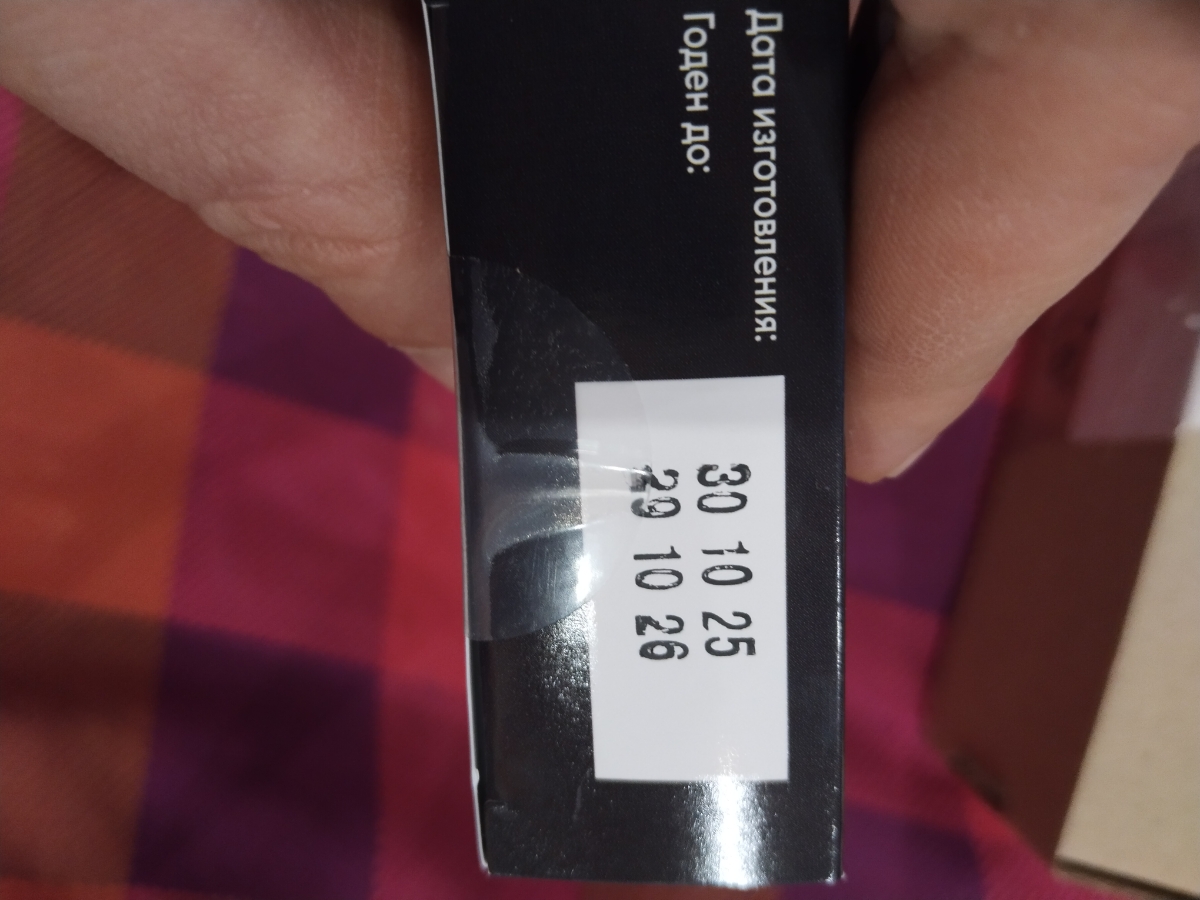 Дата изготовления: 30 10 25
Годен до: 29 10 26